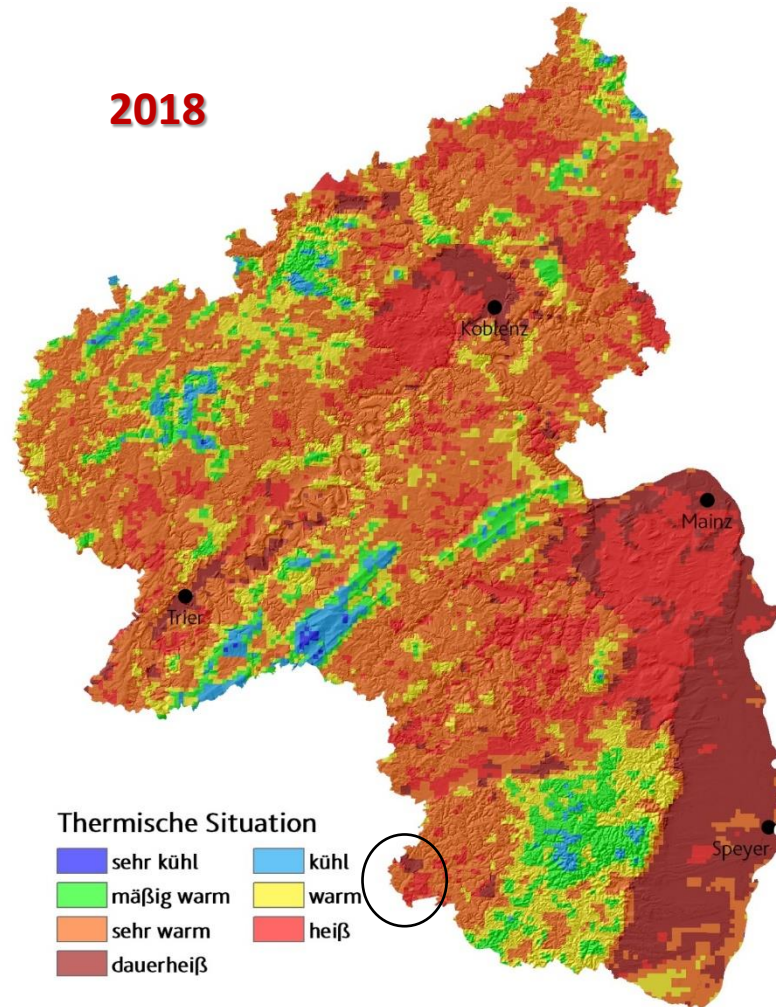 2018
Koblenz
Mainz
Trier
Speyer
Thermische Situation
sehr kühl
kühl
mäßig warm
warm
sehr warm
heiß
dauerheiß